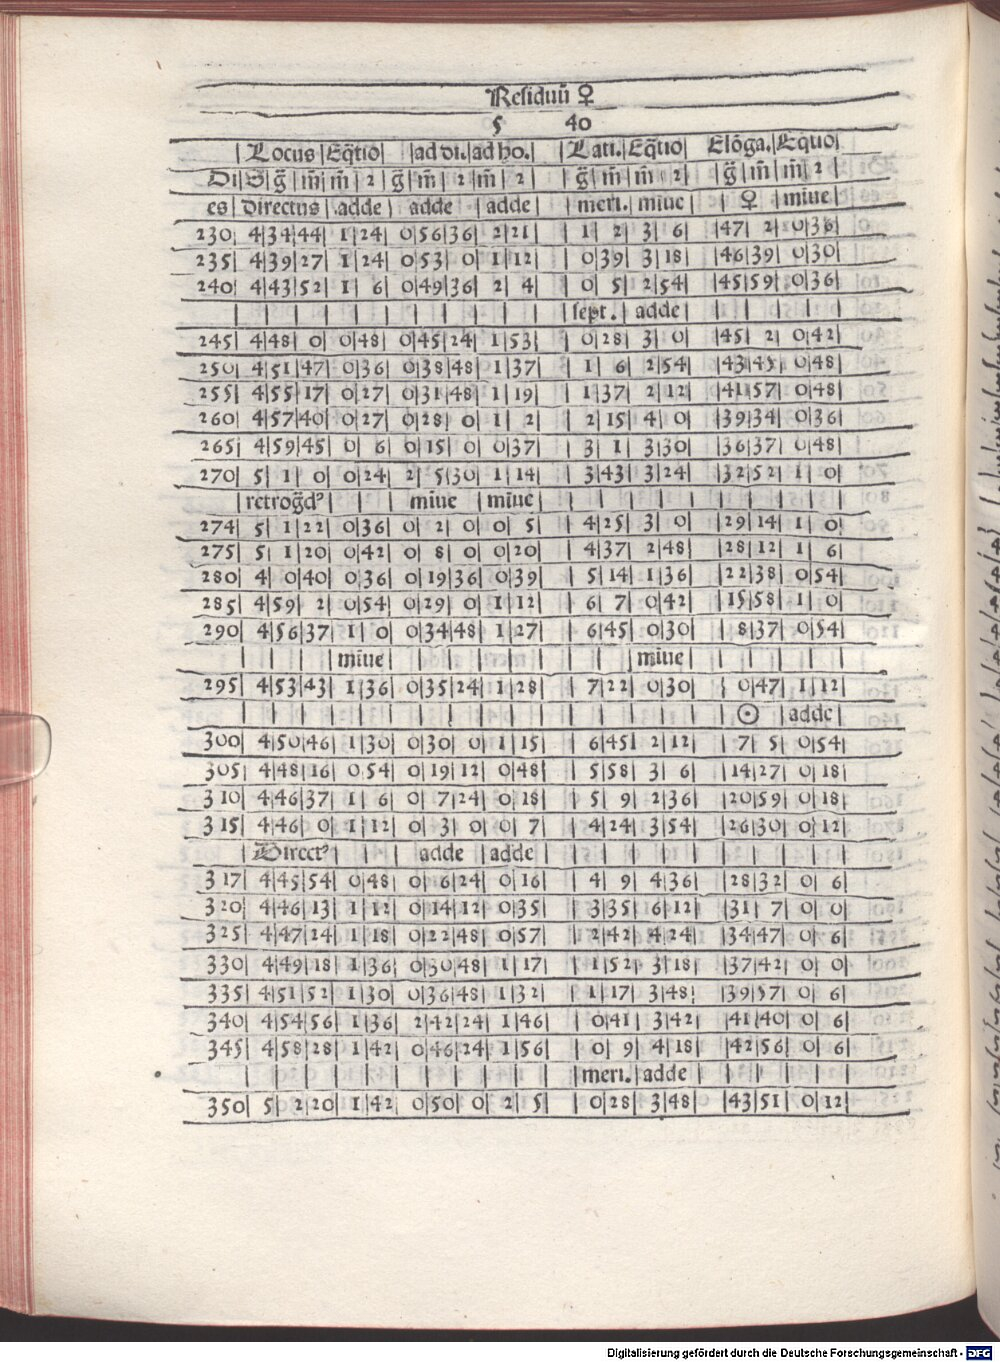 Residuū ♀
5 40
| Locus | Eq̄tio | | ad di. | ad ho. | | Lati. | Eq̄tio | Elōga. | Eq̄tio |
Di | S | g̃ | m̃ | m̃ | 2 | g̃ | m̃ | 2 | m̃ | 2 | | g̃ | m̃ | m̃ | 2 | | g̃ | m̃ | m̃ | 2 |
es | directus | adde | adde | adde | | meri. | miue | | ♀ | miue |
230 | 4|34|44| 1|24| 0|56|36| 2|21| | 1| 2| 3| 6| |47| 2| 0|36|
235 | 4|39|27| 1|24| 0|53| 0| 1|12| | 0|39| 3|18| |46|39| 0|30|
240 | 4|43|52| 1| 6| 0|49|36| 2| 4| | 0| 5| 2|54| |45|59| 0|36|
| sept. | adde |
245 | 4|48| 0| 0|48| 0|45|24| 1|53| | 0|28| 3| 0| |45| 2| 0|42|
250 | 4|51|47| 0|36| 0|38|48| 1|37| | 1| 6| 2|54| |43|45| 0|48|
255 | 4|55|17| 0|27| 0|31|48| 1|19| | 1|37| 2|12| |41|57| 0|48|
260 | 4|57|40| 0|27| 0|28| 0| 1| 2| | 2|15| 4| 0| |39|34| 0|36|
265 | 4|59|45| 0| 6| 0|15| 0| 0|37| | 3| 1| 3|30| |36|37| 0|48|
270 | 5| 1| 0| 0|24| 2| 5|30| 1|14| | 3|43| 3|24| |32|52| 1| 0|
| retrog̃dꝰ | | | miue | miue |
274 | 5| 1|22| 0|36| 0| 2| 0| 0| 5| | 4|25| 3| 0| |29|14| 1| 0|
275 | 5| 1|20| 0|42| 0| 8| 0| 0|20| | 4|37| 2|48| |28|12| 1| 6|
280 | 4| 0|40| 0|36| 0|19|36| 0|39| | 5|14| 1|36| |22|38| 0|54|
285 | 4|59| 2| 0|54| 0|29| 0| 1|12| | 6| 7| 0|42| |15|58| 1| 0|
290 | 4|56|37| 1| 0| 0|34|48| 1|27| | 6|45| 0|30| | 8|37| 0|54|
| miue | | miue |
295 | 4|53|43| 1|36| 0|35|24| 1|28| | 7|22| 0|30| | 0|47| 1|12|
| ☉ | adde |
300 | 4|50|46| 1|30| 0|30| 0| 1|15| | 6|45| 2|12| | 7| 5| 0|54|
305 | 4|48|16| 0|54| 0|19|12| 0|48| | 5|58| 3| 6| |14|27| 0|18|
310 | 4|46|37| 1| 6| 0| 7|24| 0|18| | 5| 9| 2|36| |20|59| 0|18|
315 | 4|46| 0| 1|12| 0| 3| 0| 0| 7| | 4|24| 3|54| |26|30| 0|12|
| Directꝰ | | | adde | adde |
317 | 4|45|54| 0|48| 0| 6|24| 0|16| | 4| 9| 4|36| |28|32| 0| 6|
320 | 4|46|13| 1|12| 0|14|12| 0|35| | 3|35| 6|12| |31| 7| 0| 0|
325 | 4|47|24| 1|18| 0|22|48| 0|57| | 2|42| 4|24| |34|47| 0| 6|
330 | 4|49|18| 1|36| 0|30|48| 1|17| | 1|52| 3|18| |37|42| 0| 0|
335 | 4|51|52| 1|30| 0|36|48| 1|32| | 1|17| 3|48| |39|57| 0| 6|
340 | 4|54|56| 1|36| 2|42|24| 1|46| | 0|41| 3|42| |41|40| 0| 6|
345 | 4|58|28| 1|42| 0|46|24| 1|56| | 0| 9| 4|18| |42|56| 0| 6|
| meri. | adde |
350 | 5| 2|20| 1|42| 0|50| 0| 2| 5| | 0|28| 3|48| |43|51| 0|12|
Digitalisierung gefördert durch die Deutsche Forschungsgemeinschaft - DFG